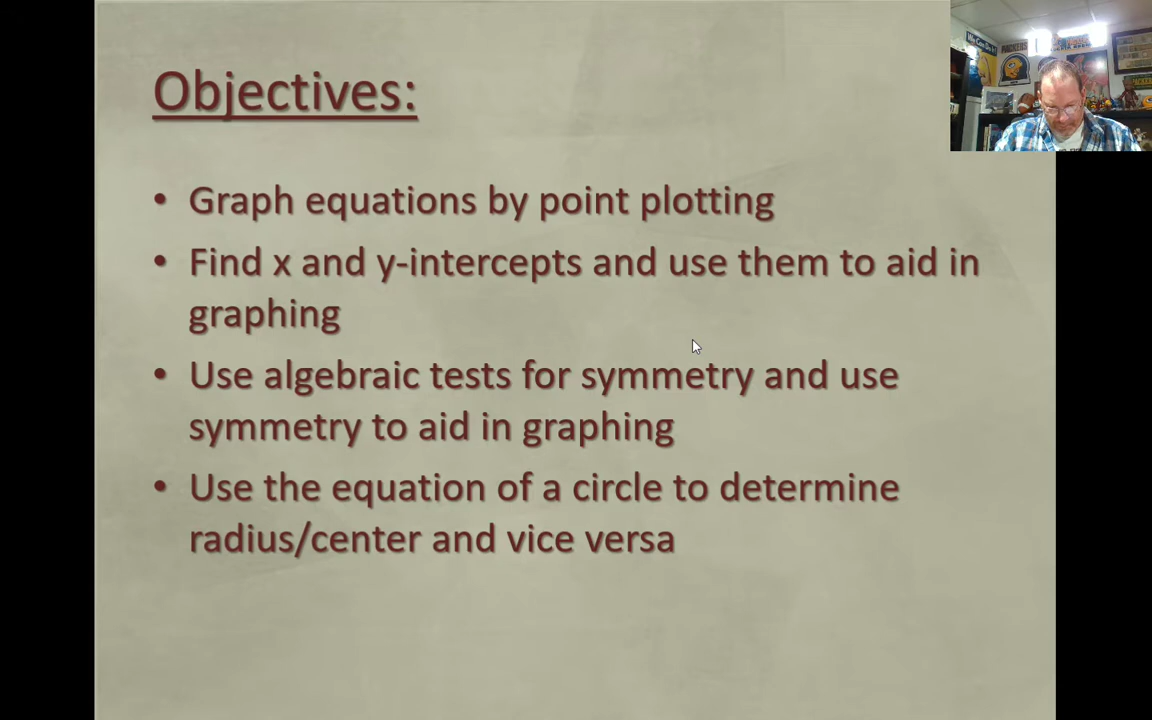 Objectives:
• Graph equations by point plotting
• Find x and y-intercepts and use them to aid in
graphing
• Use algebraic tests for symmetry and use
symmetry to aid in graphing
• Use the equation of a circle to determine
radius/center and vice versa
PACKERS